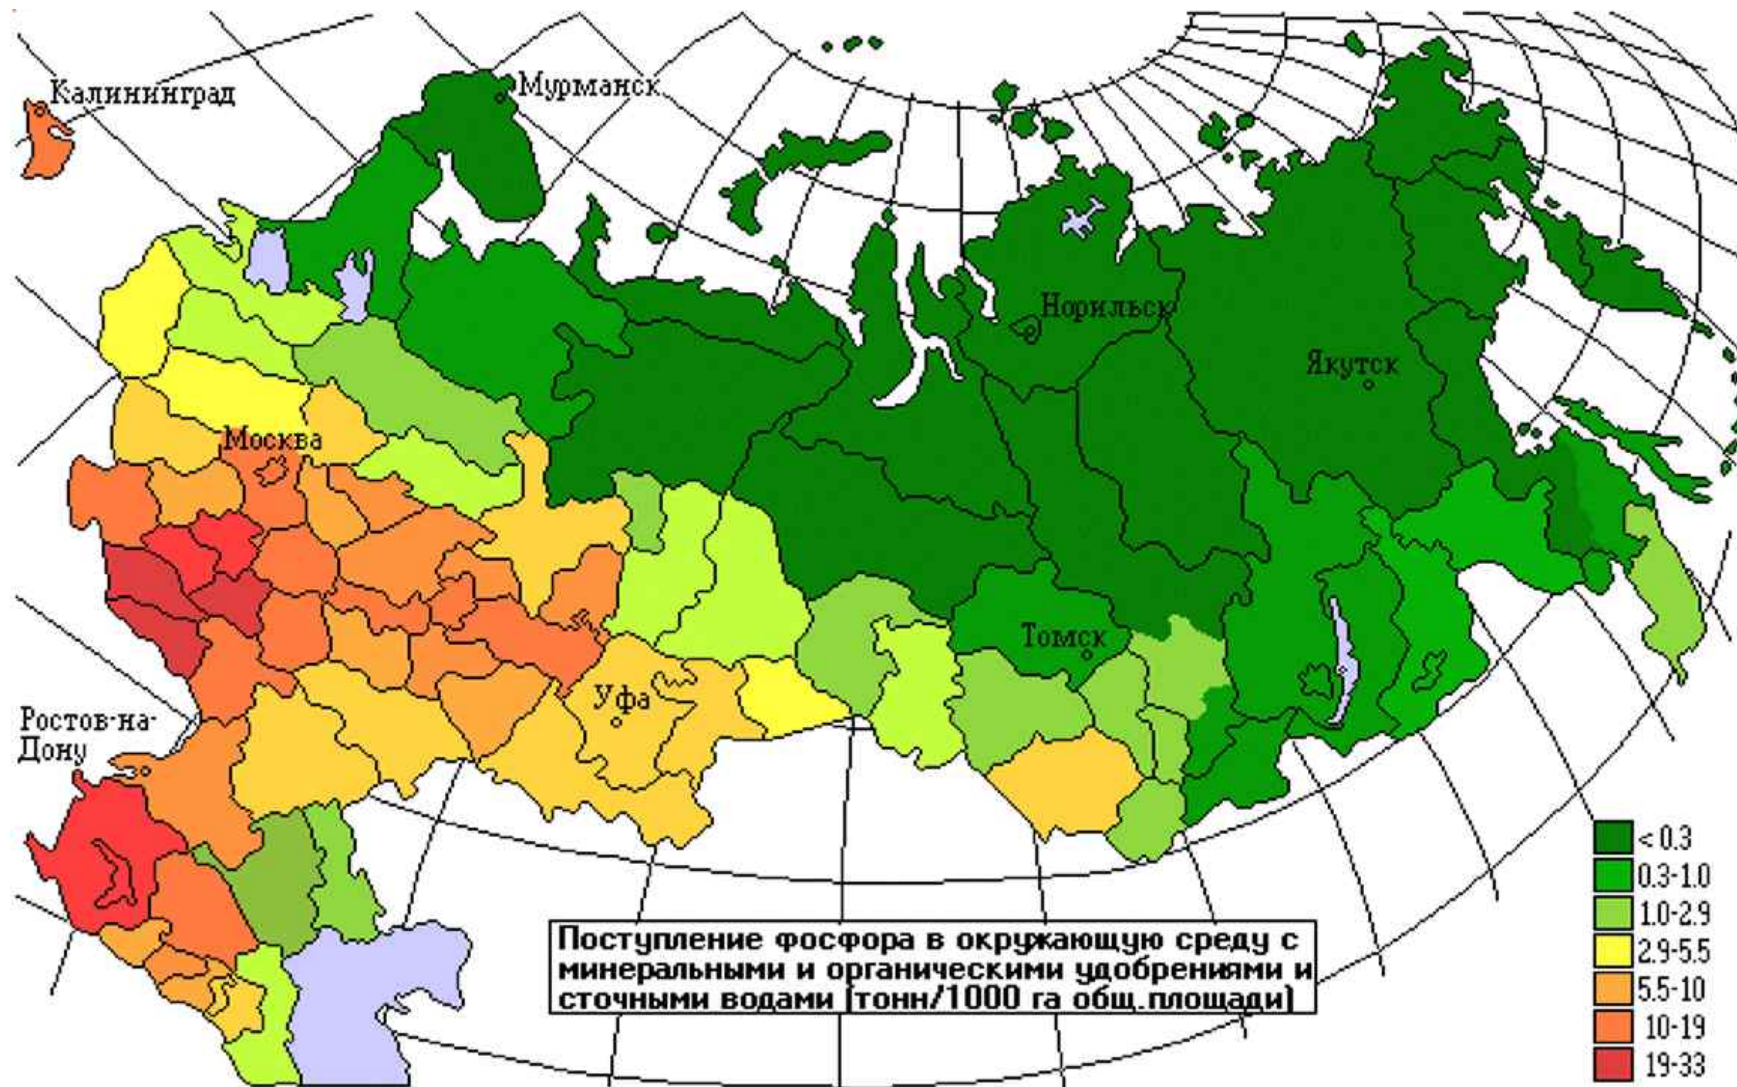 Калининград
Мурманск
Норильск
Якутск
Москва
Томск
Уфа
Ростов-на-
Дону
< 0.3
0.3-1.0
1.0-2.9
2.9-5.5
5.5-10
10-19
19-33
Поступление фосфора в окружающую среду с
минеральными и органическими удобрениями и
сточными водами (тонн/1000 га общ.площади)